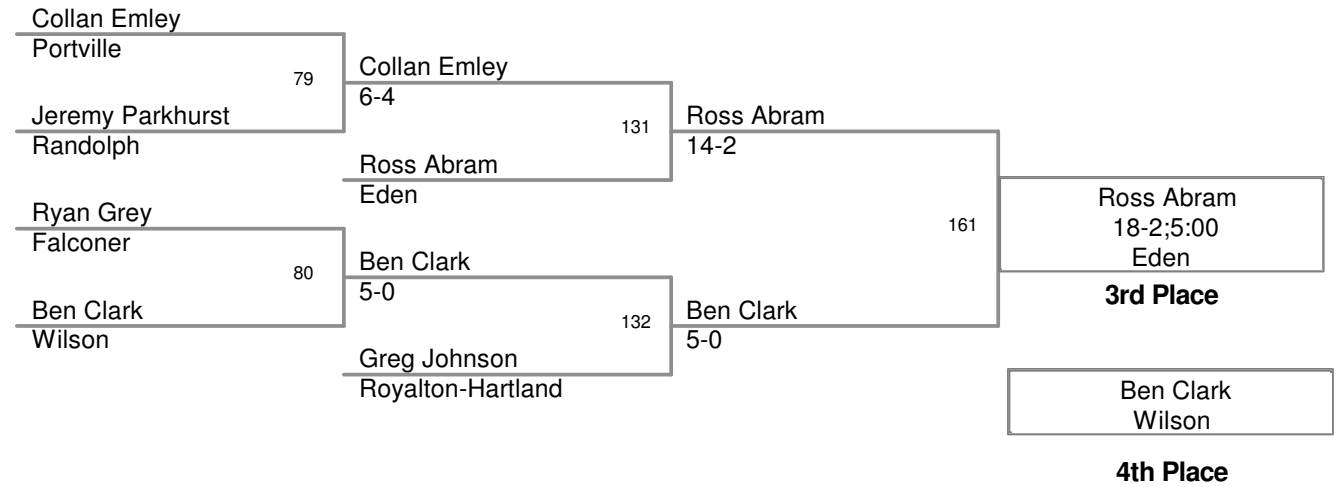 Collan Emley
Portville
79
Collan Emley
6-4
Jeremy Parkhurst
Randolph
131
Ross Abram
14-2
Ross Abram
Eden
Ryan Grey
Falconer
80
Ben Clark
5-0
Ben Clark
Wilson
132
Ben Clark
5-0
Greg Johnson
Royalton-Hartland
161
Ross Abram
18-2;5:00
Eden
3rd Place
Ben Clark
Wilson
4th Place